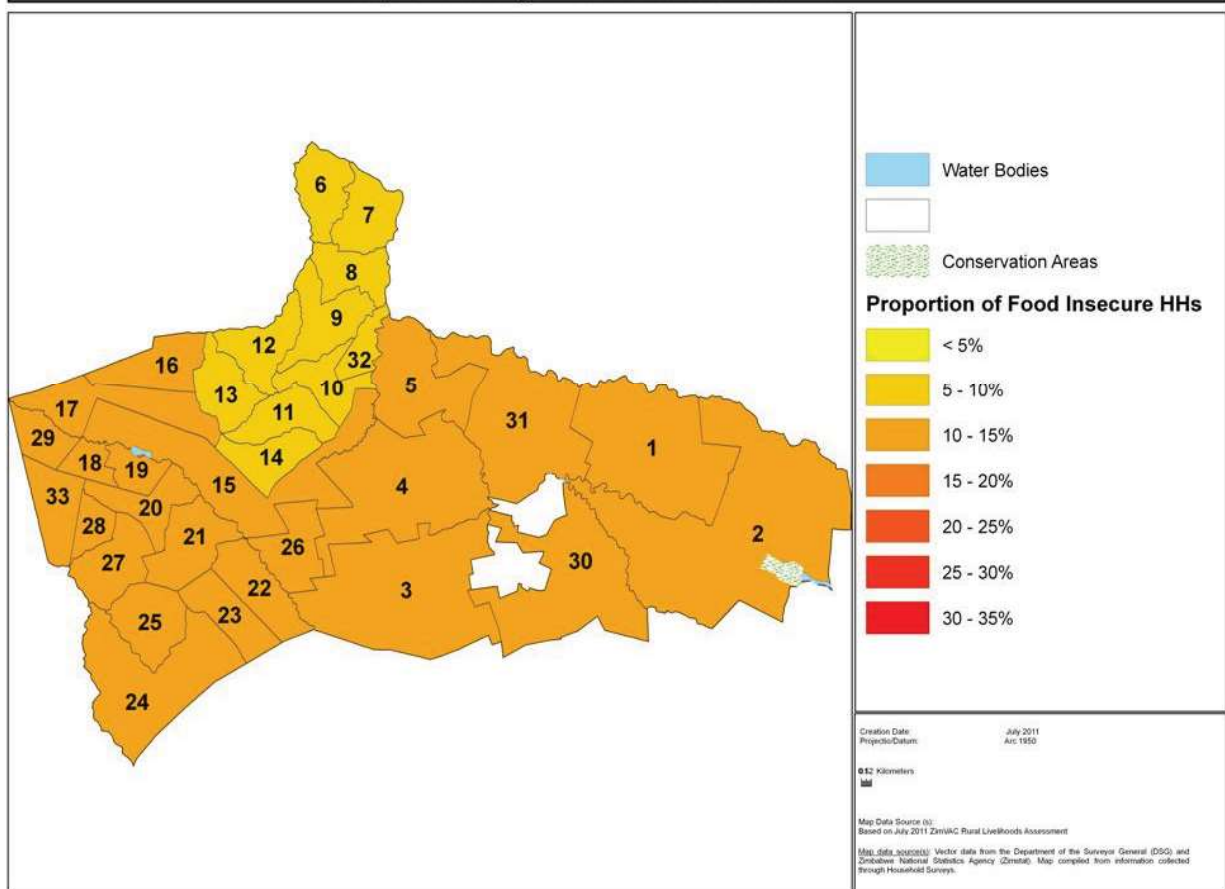 6
7
8
9
12
32
16
5
10
13
31
17
11
1
29
14
18
19
15
4
33
20
28
21
2
26
27
30
22
3
23
25
24
Water Bodies
Conservation Areas
Proportion of Food Insecure HHs
< 5%
5 - 10%
10 - 15%
15 - 20%
20 - 25%
25 - 30%
30 - 35%
Creation Date: July 2011
Projectio/Datum: Arc 1950
Kilometers
Map Data Source (s):
Based on July 2011 ZimVAC Rural Livelihoods Assessment
Map data source(s): Vector data from the Department of the Surveyor General (DSG) and
Zimbabwe National Statistics Agency (Zimstat). Map compiled from information collected
through Household Surveys.